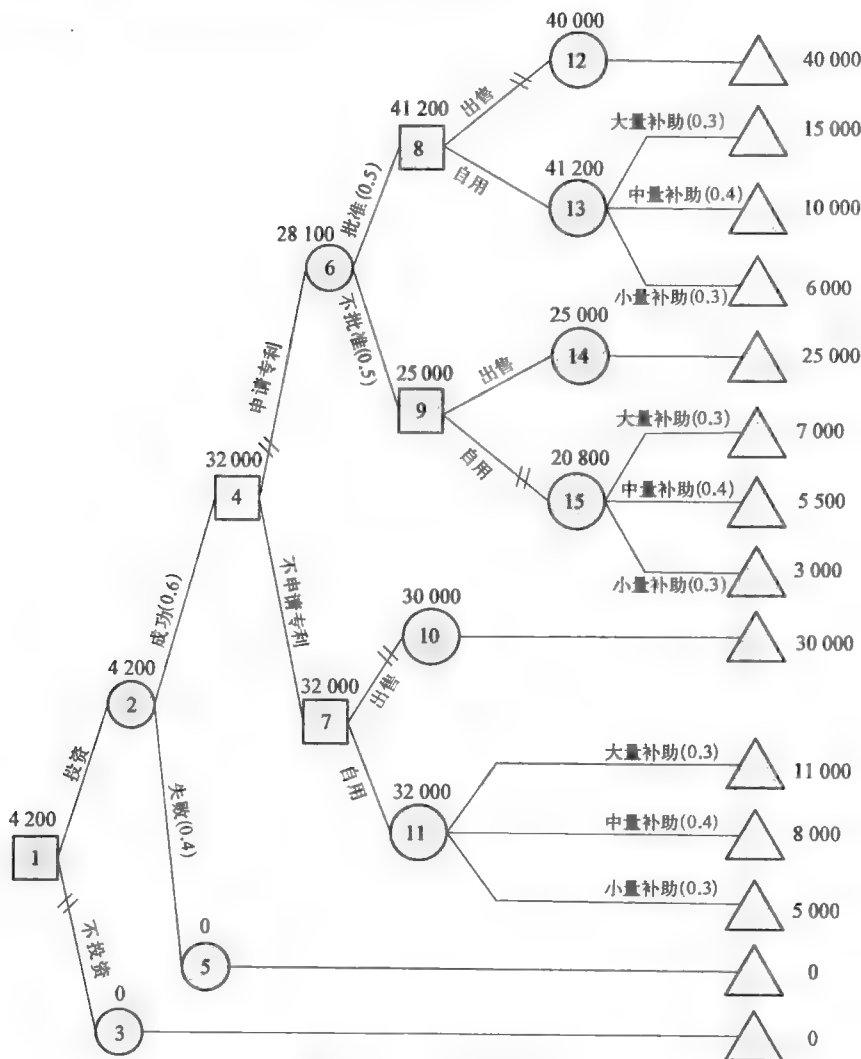 40 000
12
40 000
出售
41 200
8
大量补助(0.3)
15 000
自用
41 200
13
中量补助(0.4)
10 000
批准(0.5)
28 100
6
小量补助(0.3)
6 000
不批准(0.5)
25 000
14
25 000
出售
25 000
9
大量补助(0.3)
7 000
自用
20 800
15
中量补助(0.4)
5 500
申请专利
32 000
4
小量补助(0.3)
3 000
不申请专利
30 000
10
30 000
成功(0.6)
出售
32 000
7
4 200
2
自用
大量补助(0.3)
11 000
32 000
11
中量补助(0.4)
8 000
投资
失败(0.4)
4 200
1
小量补助(0.3)
5 000
不投资
0
5
0
0
3
0